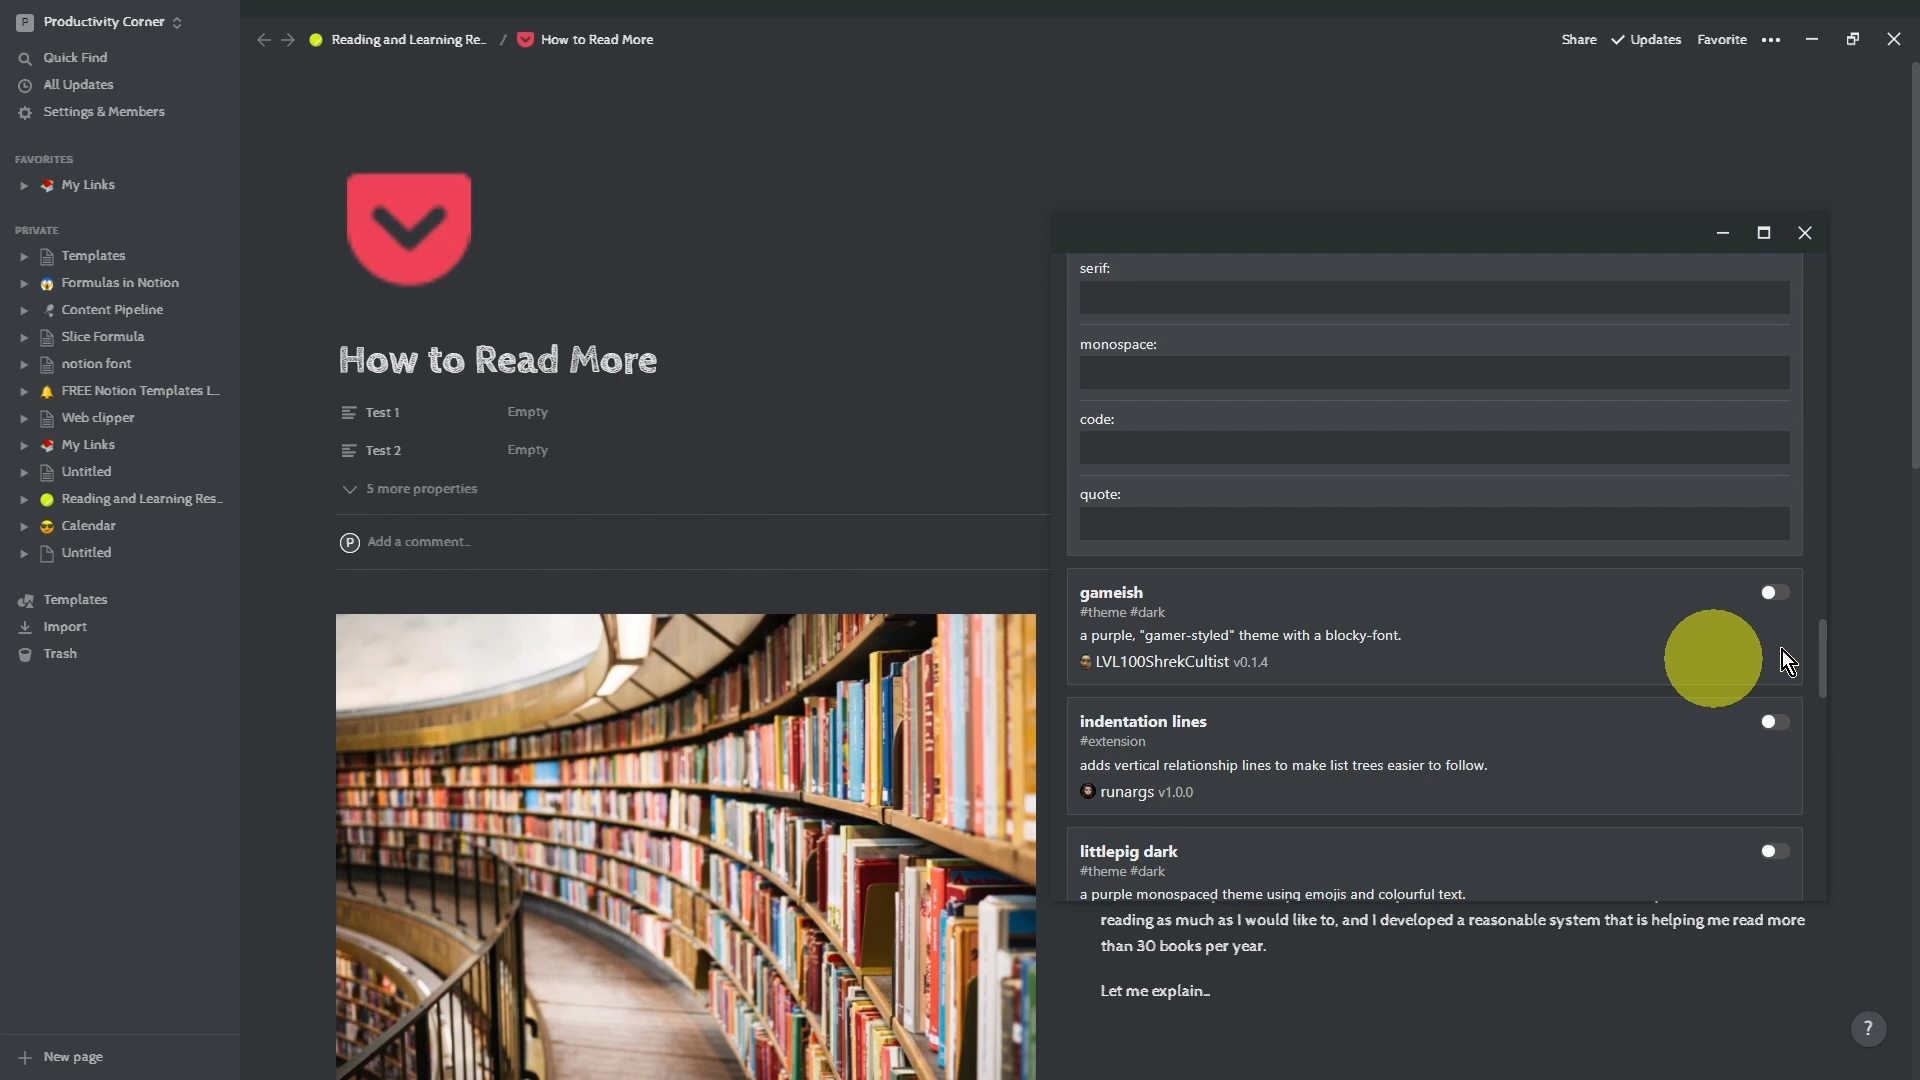 P Productivity Corner
Quick Find
All Updates
Settings & Members
FAVORITES
My Links
PRIVATE
Templates
Formulas in Notion
Content Pipeline
Slice Formula
notion font
FREE Notion Templates L...
Web clipper
My Links
Untitled
Reading and Learning Res...
Calendar
Untitled
Templates
Import
Trash
New page
Reading and Learning Re... / How to Read More
Share Updates Favorite
How to Read More
Test 1 Empty
Test 2 Empty
5 more properties
P Add a comment...
serif:
monospace:
code:
quote:
gameish
#theme #dark
a purple, "gamer-styled" theme with a blocky-font.
LVL100ShrekCultist v0.1.4
indentation lines
#extension
adds vertical relationship lines to make list trees easier to follow.
runargs v1.0.0
littlepig dark
#theme #dark
a purple monospaced theme using emojis and colourful text.
reading as much as I would like to, and I developed a reasonable system that is helping me read more
than 30 books per year.
Let me explain...
?